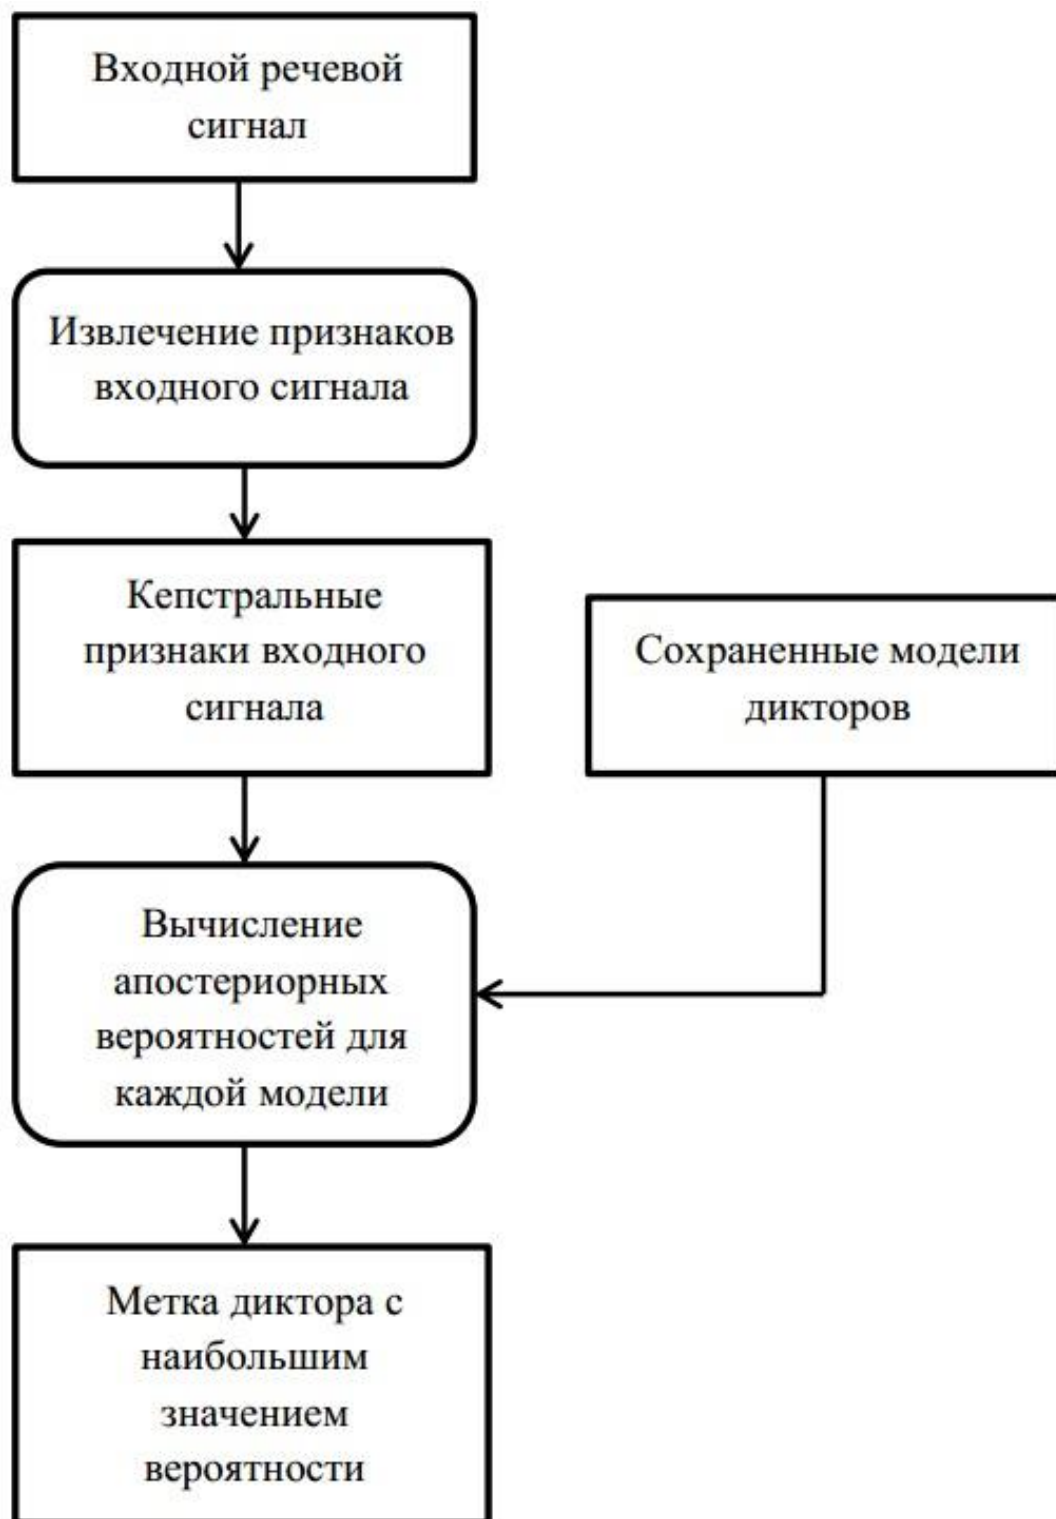 Входной речевой
сигнал
Извлечение признаков
входного сигнала
Кепстральные
признаки входного
сигнала
Сохраненные модели
дикторов
Вычисление
апостериорных
вероятностей для
каждой модели
Метка диктора с
наибольшим
значением
вероятности